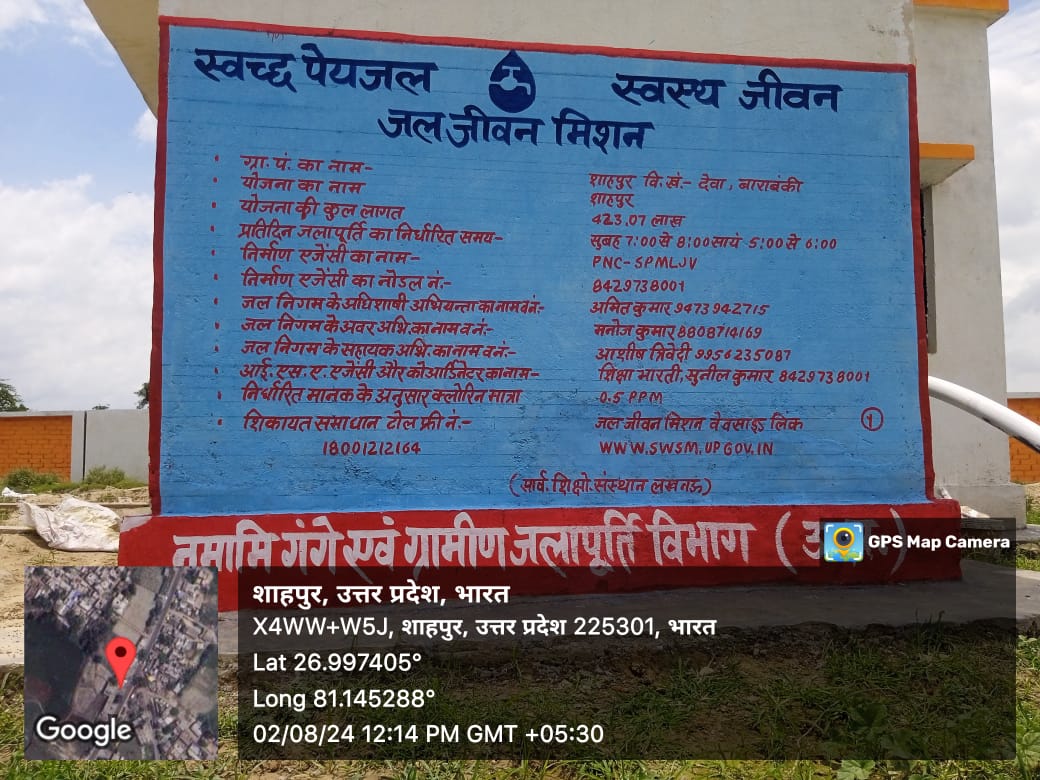 स्वच्छ पेयजल स्वस्थ जीवन
जल जीवन मिशन
• ग्रा. पं. का नाम- शाहपुर वि.खं.- देवा, बाराबंकी
• योजना का नाम शाहपुर
• योजना की कुल लागत 423.07 लाख
• प्रतिदिन जलापूर्ति का निर्धारित समय- सुबह 7:00 से 8:00 सायं 5:00 से 6:00
• निर्माण एजेंसी का नाम- PNC-SPMLJV
• निर्माण एजेंसी का नोडल नं.- 8429738001
• जल निगम के अधिशाषी अभियन्ता का नाम व नं.- अमित कुमार 9473942715
• जल निगम के अवर अभि. का नाम व नं.- मनोज कुमार 8808714169
• जल निगम के सहायक अभि. का नाम व नं.- आशीष त्रिवेदी 9956235087
• आई. एस. ए. एजेंसी और कोआर्डिनेटर का नाम- शिक्षा भारती, सुनील कुमार 8429738001
• निर्धारित मानक के अनुसार क्लोरिन मात्रा 0.5 PPM
• शिकायत समाधान टोल फ्री नं.- जल जीवन मिशन वेवसाइड लिंक 1
18001212164 WWW.SWSM.UPGOV.IN
(सार्व. शिक्षो. संस्थान लखनऊ)
नमामि गंगे एवं ग्रामीण जलापूर्ति विभाग (
GPS Map Camera
शाहपुर, उत्तर प्रदेश, भारत
X4WW+W5J, शाहपुर, उत्तर प्रदेश 225301, भारत
Lat 26.997405°
Long 81.145288°
02/08/24 12:14 PM GMT +05:30
Google